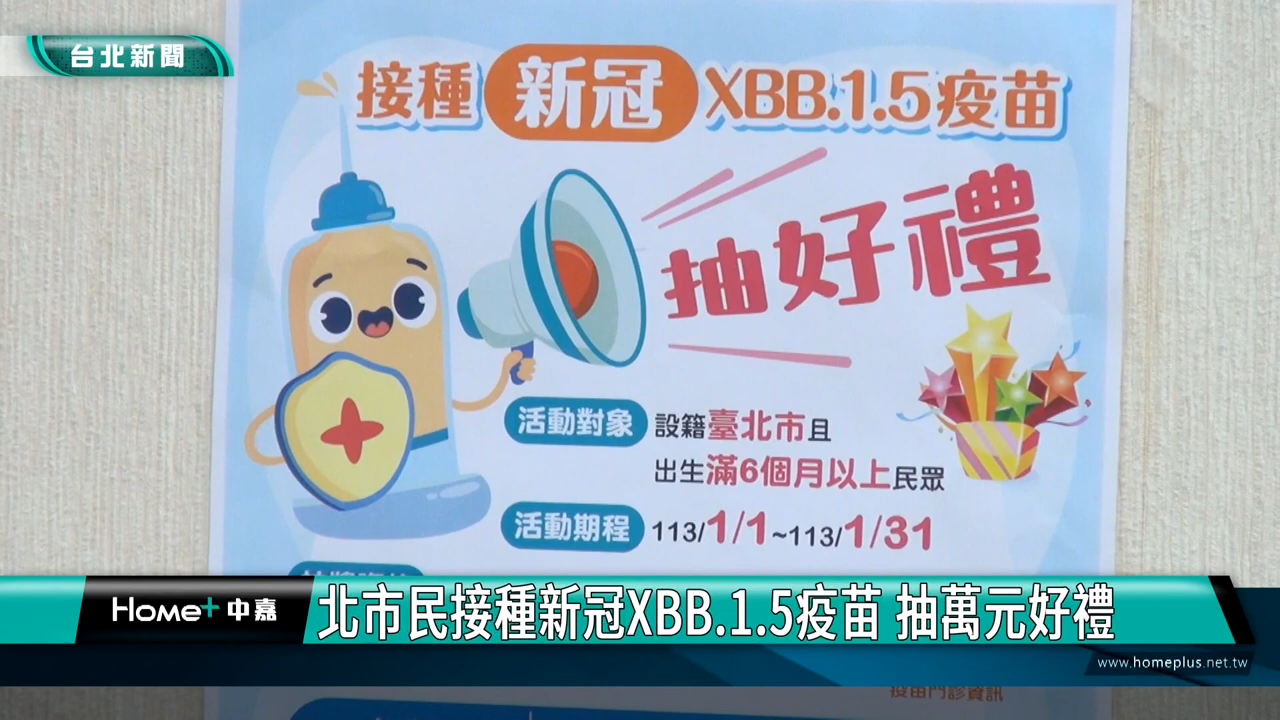 台北新聞
接種新冠XBB.1.5疫苗
抽好禮
活動對象 設籍臺北市且
出生滿6個月以上民眾
活動期程 113/1/1~113/1/31
Home+中嘉 北市民接種新冠XBB.1.5疫苗 抽萬元好禮
www.homeplus.net.tw
疫苗門診資訊